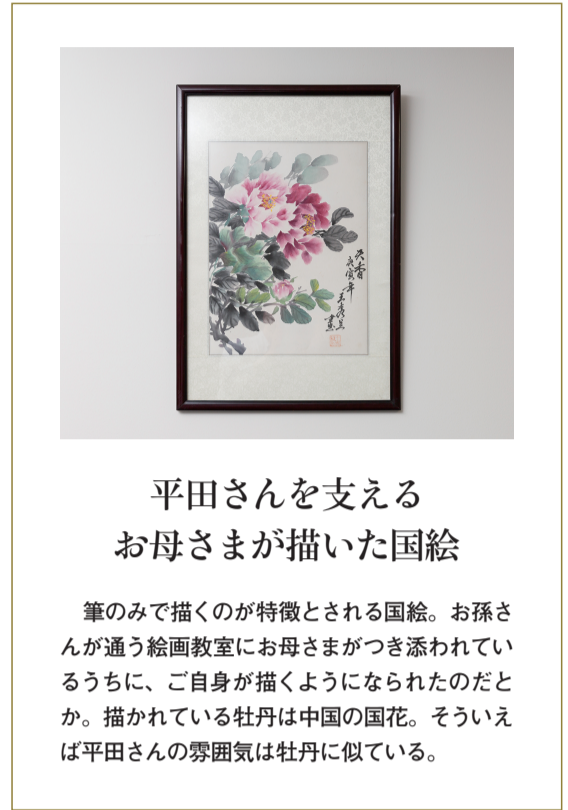 平田さんを支える
お母さまが描いた国絵
筆のみで描くのが特徴とされる国絵。お孫さ
んが通う絵画教室にお母さまがつき添われてい
るうちに、ご自身が描くようになられたのだと
か。描かれている牡丹は中国の国花。そういえ
ば平田さんの雰囲気は牡丹に似ている。